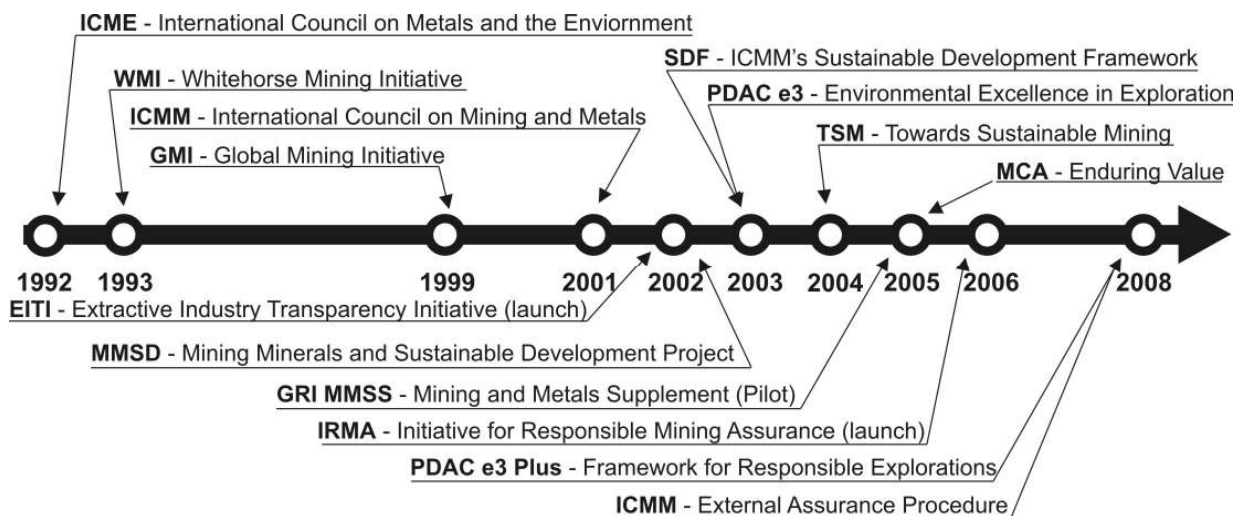 ICME - International Council on Metals and the Enviornment
WMI - Whitehorse Mining Initiative
ICMM - International Council on Mining and Metals
GMI - Global Mining Initiative
SDF - ICMM's Sustainable Development Framework
PDAC e3 - Environmental Excellence in Exploration
TSM - Towards Sustainable Mining
MCA - Enduring Value
1992 1993 1999 2001 2002 2003 2004 2005 2006 2008
EITI - Extractive Industry Transparency Initiative (launch)
MMSD - Mining Minerals and Sustainable Development Project
GRI MMSS - Mining and Metals Supplement (Pilot)
IRMA - Initiative for Responsible Mining Assurance (launch)
PDAC e3 Plus - Framework for Responsible Explorations
ICMM - External Assurance Procedure